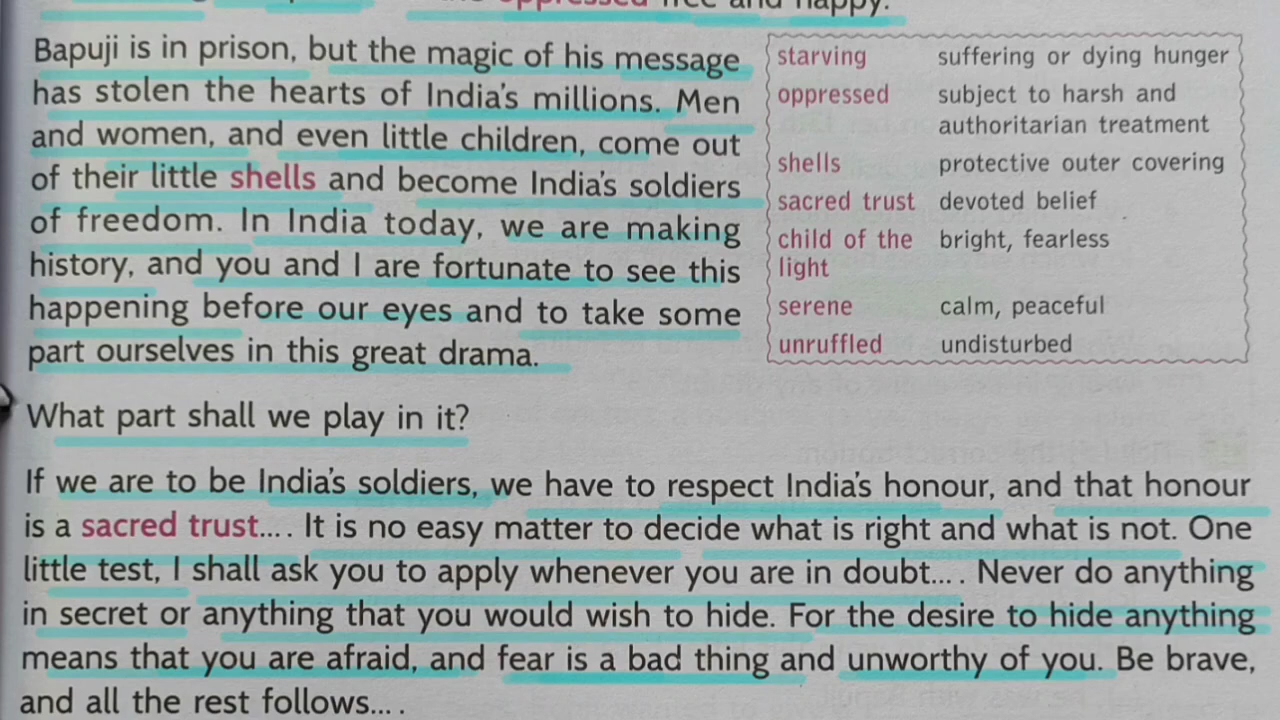 oppressed free and happy.
Bapuji is in prison, but the magic of his message
has stolen the hearts of India's millions. Men
and women, and even little children, come out
of their little shells and become India's soldiers
of freedom. In India today, we are making
history, and you and I are fortunate to see this
happening before our eyes and to take some
part ourselves in this great drama.
starving suffering or dying hunger
oppressed subject to harsh and
authoritarian treatment
shells protective outer covering
sacred trust devoted belief
child of the bright, fearless
light
serene calm, peaceful
unruffled undisturbed
What part shall we play in it?
If we are to be India's soldiers, we have to respect India's honour, and that honour
is a sacred trust.... It is no easy matter to decide what is right and what is not. One
little test, I shall ask you to apply whenever you are in doubt.... Never do anything
in secret or anything that you would wish to hide. For the desire to hide anything
means that you are afraid, and fear is a bad thing and unworthy of you. Be brave,
and all the rest follows....